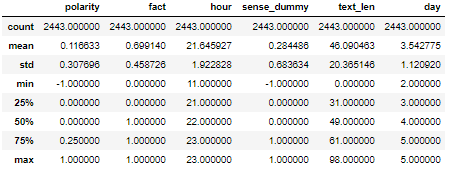 polarity fact hour sense_dummy text_len day
count 2443.000000 2443.000000 2443.000000 2443.000000 2443.000000 2443.000000
mean 0.116633 0.699140 21.645927 0.284486 46.090463 3.542775
std 0.307696 0.458726 1.922828 0.683634 20.365146 1.120920
min -1.000000 0.000000 11.000000 -1.000000 0.000000 2.000000
25% 0.000000 0.000000 21.000000 0.000000 31.000000 3.000000
50% 0.000000 1.000000 22.000000 0.000000 49.000000 4.000000
75% 0.250000 1.000000 23.000000 1.000000 61.000000 5.000000
max 1.000000 1.000000 23.000000 1.000000 98.000000 5.000000